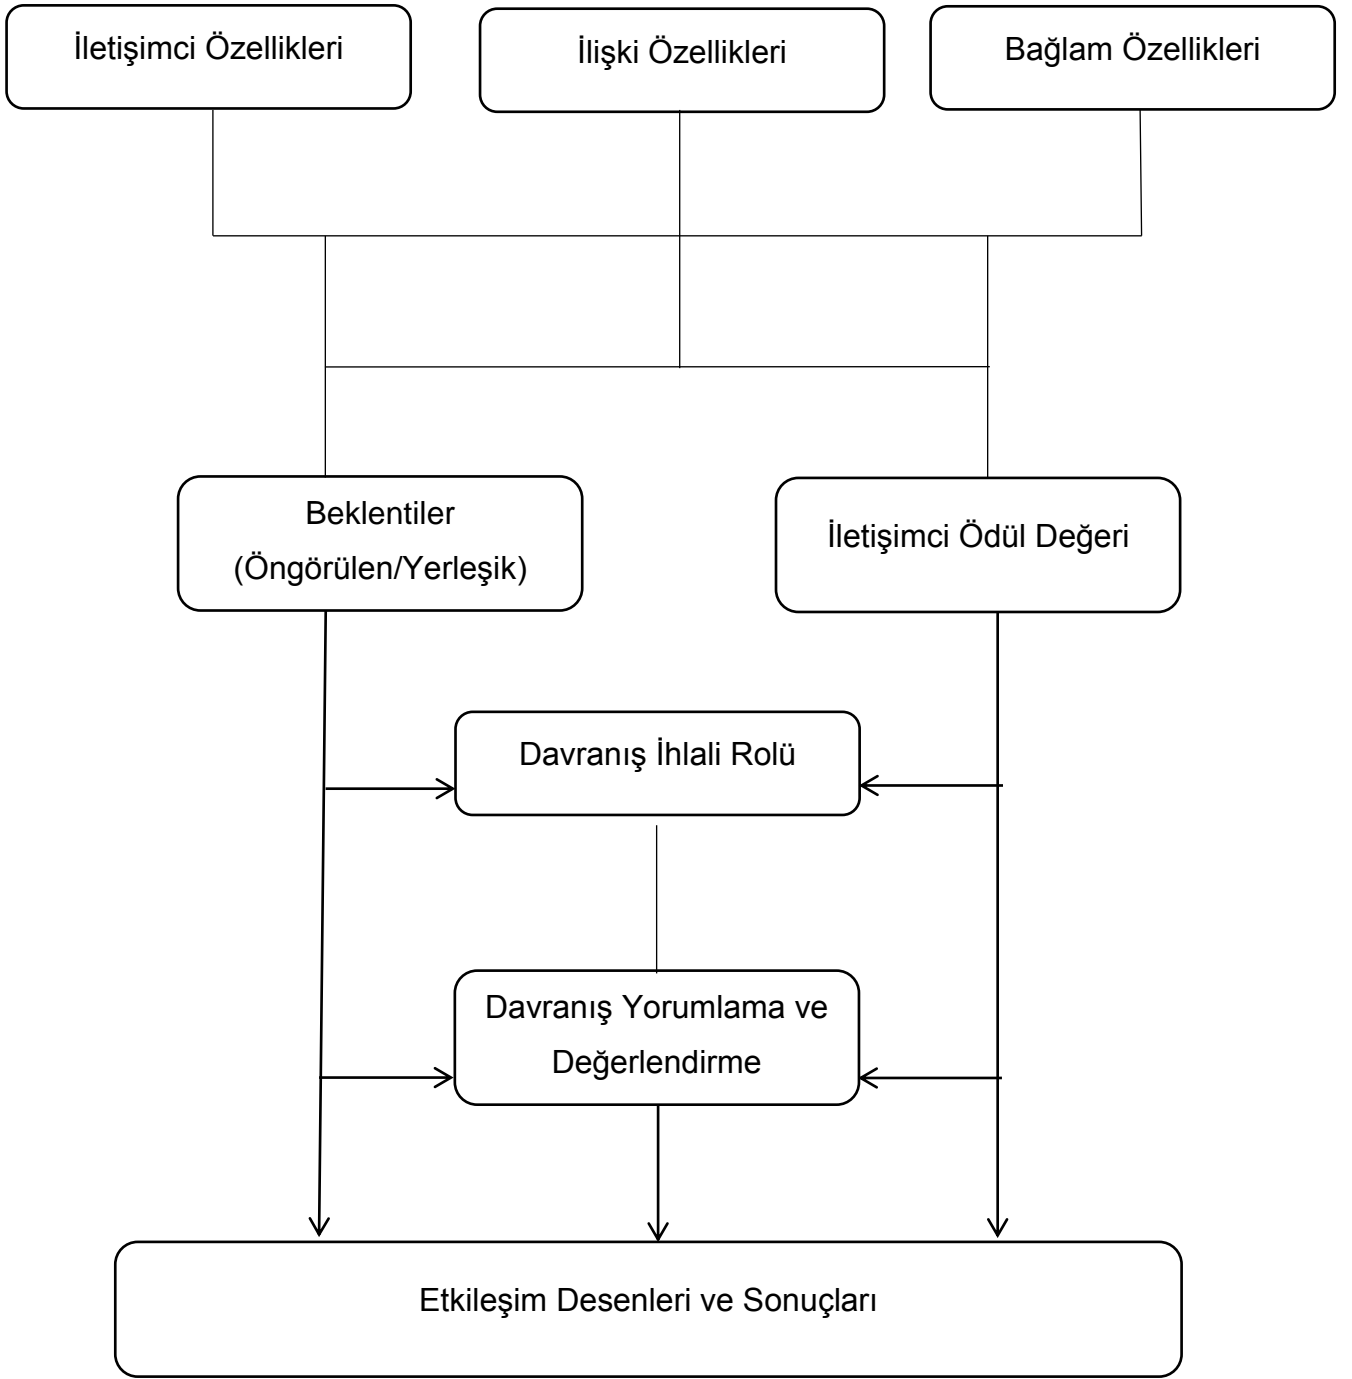 İletişimci Özellikleri
İlişki Özellikleri
Bağlam Özellikleri
Beklentiler
(Öngörülen/Yerleşik)
İletişimci Ödül Değeri
Davranış İhlali Rolü
Davranış Yorumlama ve
Değerlendirme
Etkileşim Desenleri ve Sonuçları